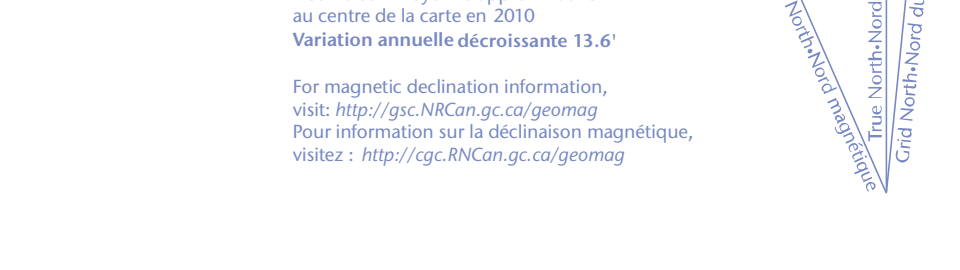 au centre de la carte en 2010
Variation annuelle décroissante 13.6'
For magnetic declination information,
visit: http://gsc.NRCan.gc.ca/geomag
Pour information sur la déclinaison magnétique,
visitez : http://cgc.RNCan.gc.ca/geomag
North•Nord magnétique
True North•Nord
Grid North•Nord du